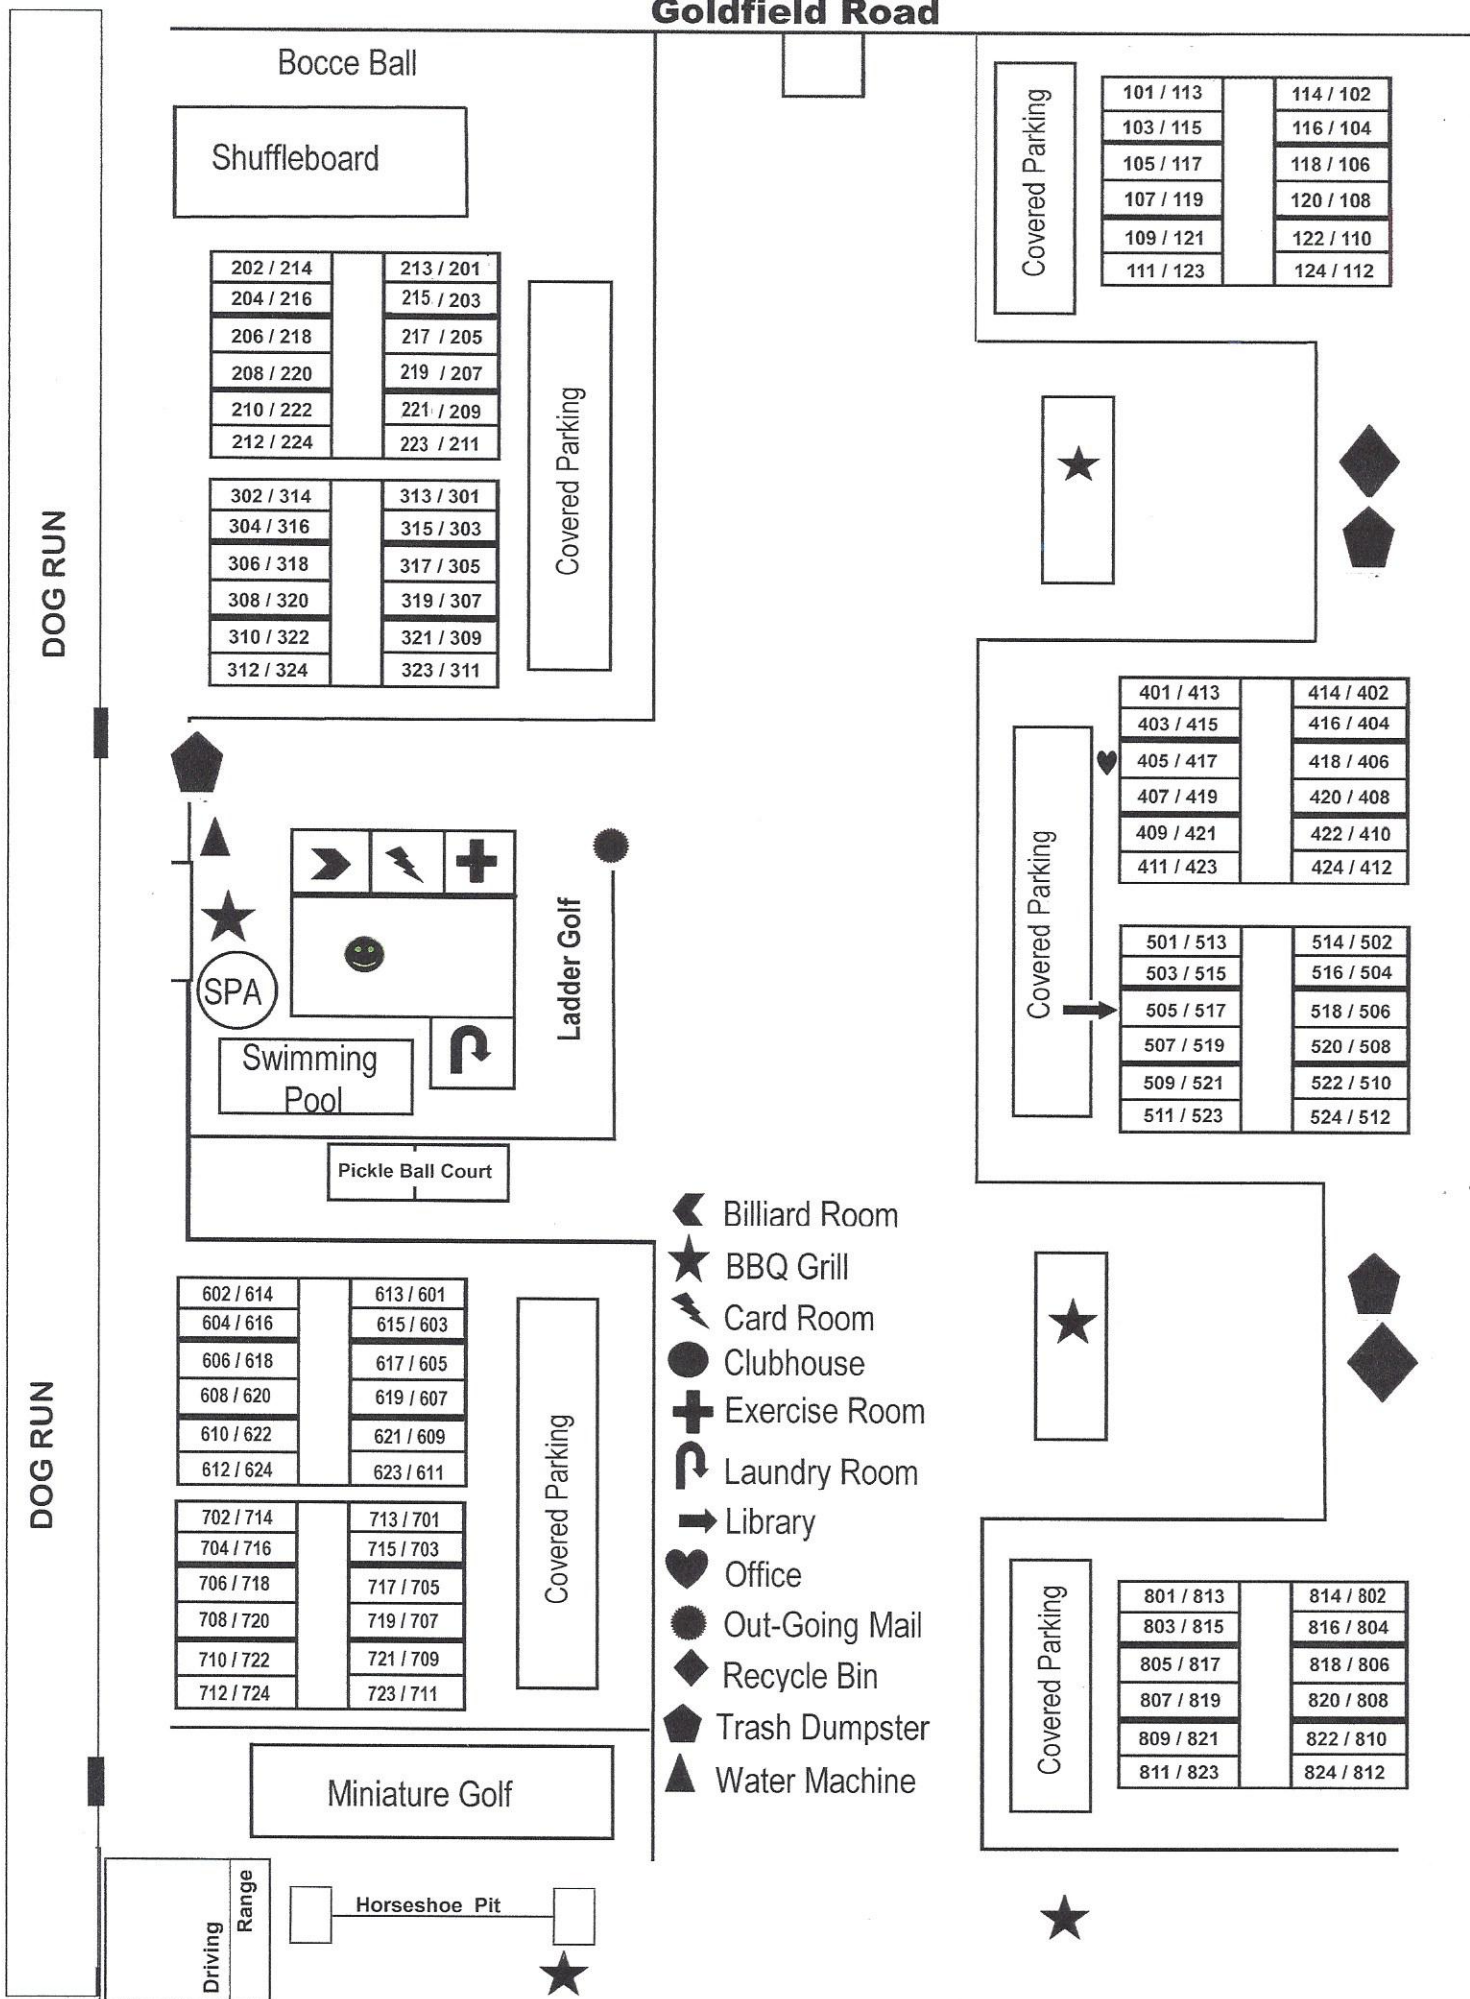 Goldfield Road
Bocce Ball
Shuffleboard
202 / 214
213 / 201
204 / 216
215 / 203
206 / 218
217 / 205
208 / 220
219 / 207
210 / 222
221 / 209
212 / 224
223 / 211
302 / 314
313 / 301
304 / 316
315 / 303
306 / 318
317 / 305
308 / 320
319 / 307
310 / 322
321 / 309
312 / 324
323 / 311
Covered Parking
DOG RUN
Covered Parking
101 / 113
114 / 102
103 / 115
116 / 104
105 / 117
118 / 106
107 / 119
120 / 108
109 / 121
122 / 110
111 / 123
124 / 112
Ladder Golf
SPA
Swimming
Pool
Pickle Ball Court
Covered Parking
401 / 413
414 / 402
403 / 415
416 / 404
405 / 417
418 / 406
407 / 419
420 / 408
409 / 421
422 / 410
411 / 423
424 / 412
501 / 513
514 / 502
503 / 515
516 / 504
505 / 517
518 / 506
507 / 519
520 / 508
509 / 521
522 / 510
511 / 523
524 / 512
DOG RUN
602 / 614
613 / 601
604 / 616
615 / 603
606 / 618
617 / 605
608 / 620
619 / 607
610 / 622
621 / 609
612 / 624
623 / 611
702 / 714
713 / 701
704 / 716
715 / 703
706 / 718
717 / 705
708 / 720
719 / 707
710 / 722
721 / 709
712 / 724
723 / 711
Covered Parking
Billiard Room
BBQ Grill
Card Room
Clubhouse
Exercise Room
Laundry Room
Library
Office
Out-Going Mail
Recycle Bin
Trash Dumpster
Water Machine
Covered Parking
801 / 813
814 / 802
803 / 815
816 / 804
805 / 817
818 / 806
807 / 819
820 / 808
809 / 821
822 / 810
811 / 823
824 / 812
Miniature Golf
Driving
Range
Horseshoe Pit